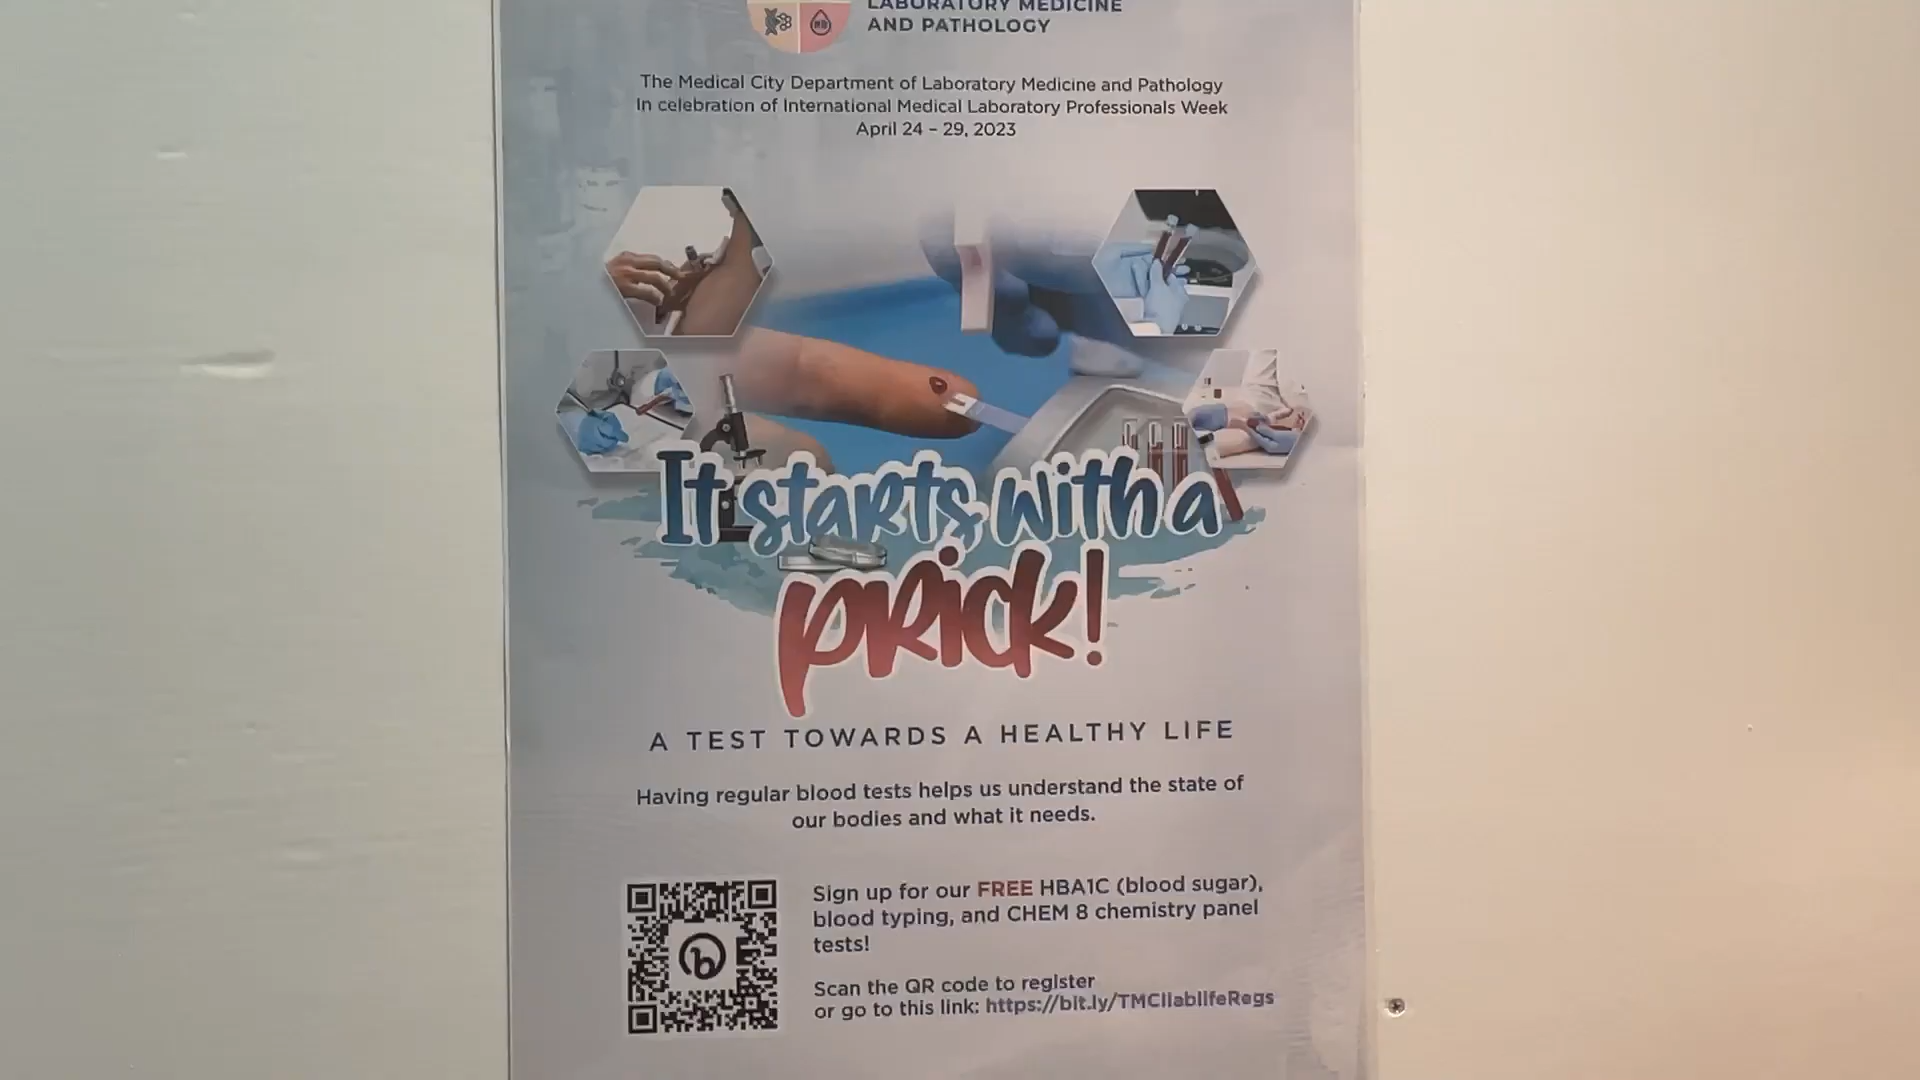 LABORATORY MEDICINE
AND PATHOLOGY
The Medical City Department of Laboratory Medicine and Pathology
In celebration of International Medical Laboratory Professionals Week
April 24 – 29, 2023
It starts with a
prick!
A TEST TOWARDS A HEALTHY LIFE
Having regular blood tests helps us understand the state of
our bodies and what it needs.
Sign up for our FREE HBA1C (blood sugar),
blood typing, and CHEM 8 chemistry panel
tests!
Scan the QR code to register
or go to this link: https://bit.ly/TMCIlablifeRegs